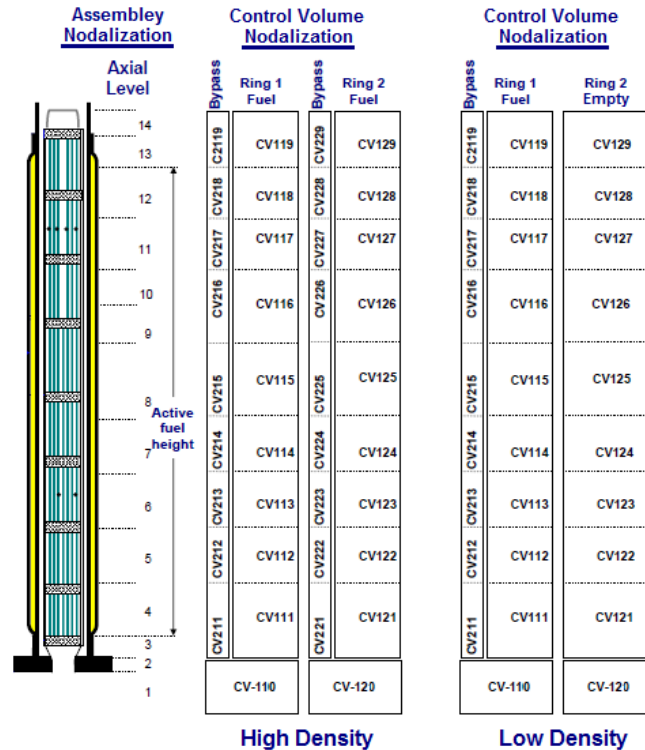 Assembley
Nodalization
Axial
Level
14
13
12
11
10
9
8
Active
fuel
height
7
6
5
4
3
2
1
Control Volume
Nodalization
Bypass
Ring 1
Fuel
Bypass
Ring 2
Fuel
C2119 CV119 CV229 CV129
CV218 CV118 CV228 CV128
CV217 CV117 CV227 CV127
CV216 CV116 CV226 CV126
CV215 CV115 CV225 CV125
CV214 CV114 CV224 CV124
CV213 CV113 CV223 CV123
CV212 CV112 CV222 CV122
CV211 CV111 CV221 CV121
CV-110 CV-120
High Density
Control Volume
Nodalization
Bypass
Ring 1
Fuel
Ring 2
Empty
C2119 CV119 CV129
CV218 CV118 CV128
CV217 CV117 CV127
CV216 CV116 CV126
CV215 CV115 CV125
CV214 CV114 CV124
CV213 CV113 CV123
CV212 CV112 CV122
CV211 CV111 CV121
CV-110 CV-120
Low Density